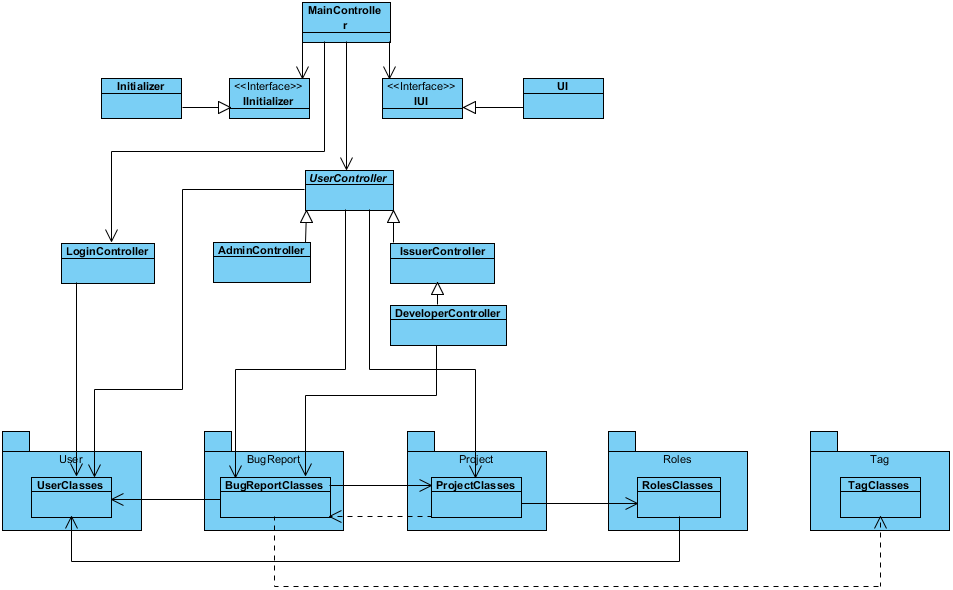 MainControlle
r
Initializer
<<Interface>>
IInitializer
<<Interface>>
IUI
UI
UserController
LoginController
AdminController
IssuerController
DeveloperController
User
BugReport
Project
Roles
Tag
UserClasses
BugReportClasses
ProjectClasses
RolesClasses
TagClasses